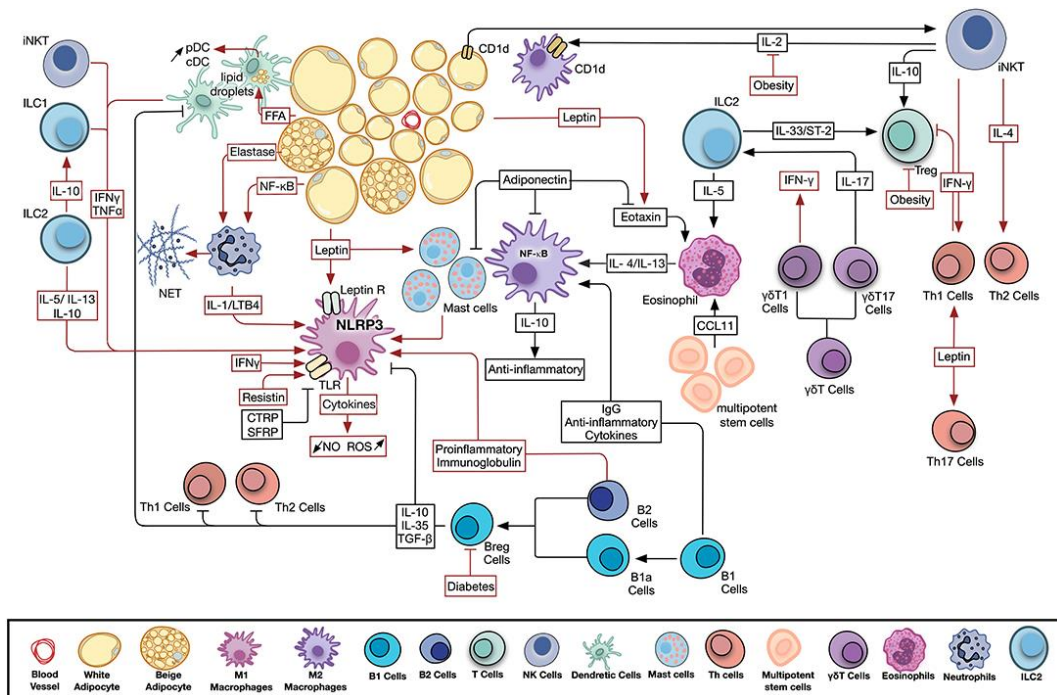 iNKT
pDC
cDC
lipid
droplets
CD1d
CD1d
IL-2
Obesity
iNKT
IL-10
ILC1
FFA
Leptin
ILC2
IL-33/ST-2
Treg
IL-4
Elastase
NF-κB
Adiponectin
IL-10
IFNγ
TNFα
IL-5
IL-17
IFN-γ
Obesity
IFN-γ
ILC2
Eotaxin
NET
Leptin
NF-κB
IL- 4/IL-13
Eosinophil
γδT1
Cells
γδT17
Cells
Th1 Cells
Th2 Cells
IL-5/ IL-13
IL-10
IL-1/LTB4
Leptin R
Mast cells
NLRP3
IL-10
CCL11
IFNγ
TLR
Anti-inflammatory
Leptin
Resistin
Cytokines
multipotent
stem cells
γδT Cells
CTRP
SFRP
IgG
Anti-inflammatory
Cytokines
NO ROS
Proinflammatory
Immunoglobulin
Th17 Cells
Th1 Cells
Th2 Cells
IL-10
IL-35
TGF-β
B2
Cells
Breg
Cells
Diabetes
B1a
Cells
B1
Cells
Blood
Vessel
White
Adipocyte
Beige
Adipocyte
M1
Macrophages
M2
Macrophages
B1 Cells
B2 Cells
T Cells
NK Cells
Dendretic Cells
Mast cells
Th cells
Multipotent
stem cells
γδT Cells
Eosinophils
Neutrophils
ILC2